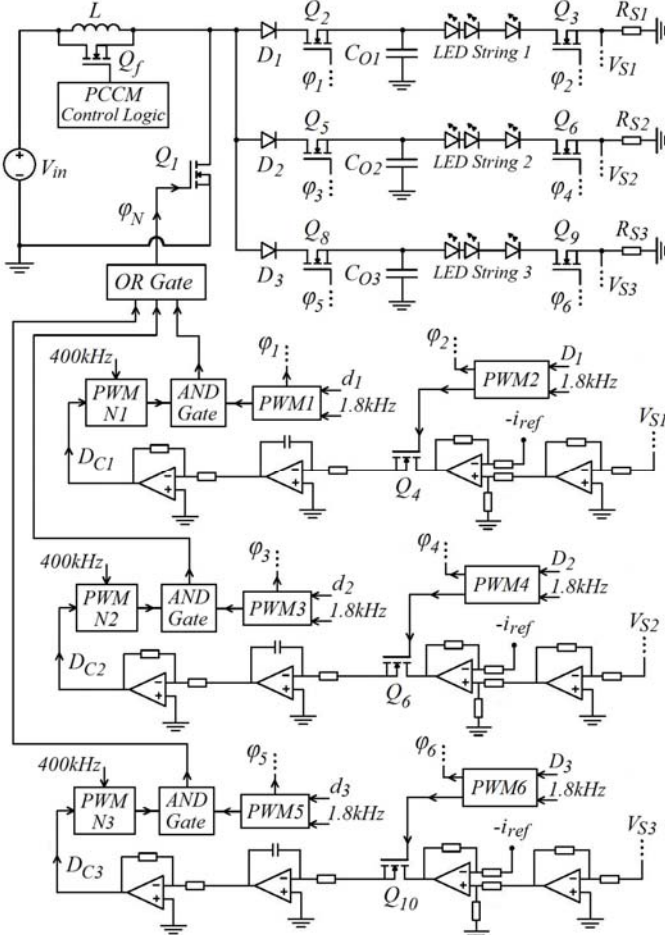 L
Q2
Q3
RS1
Qf
D1
CO1
LED String 1
φ1
φ2
VS1
PCCM
Control Logic
Vin
Q1
φN
Q5
Q6
RS2
D2
CO2
LED String 2
φ3
φ4
VS2
Q8
Q9
RS3
D3
CO3
LED String 3
φ5
φ6
VS3
OR Gate
400kHz
PWM
N1
AND
Gate
φ1
PWM1
d1
1.8kHz
φ2
PWM2
D1
1.8kHz
DC1
Q4
-iref
VS1
400kHz
PWM
N2
AND
Gate
φ3
PWM3
d2
1.8kHz
φ4
PWM4
D2
1.8kHz
DC2
Q6
-iref
VS2
400kHz
PWM
N3
AND
Gate
φ5
PWM5
d3
1.8kHz
φ6
PWM6
D3
1.8kHz
DC3
Q10
-iref
VS3